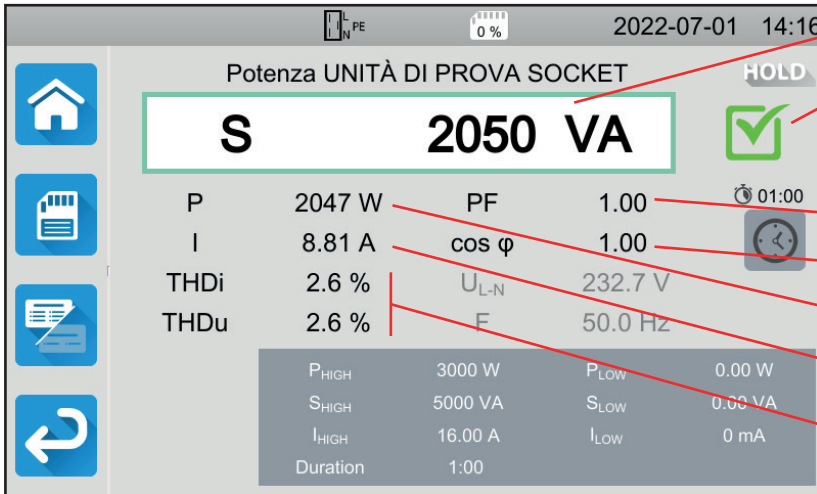 L PE
N
0 %
2022-07-01 14:16
Potenza UNITÀ DI PROVA SOCKET
HOLD
S 2050 VA
P 2047 W PF 1.00
01:00
I 8.81 A cos φ 1.00
THDi 2.6 % UL-N 232.7 V
THDu 2.6 % F 50.0 Hz
PHIGH 3000 W PLOW 0.00 W
SHIGH 5000 VA SLOW 0.00 VA
IHIGH 16.00 A ILOW 0 mA
Duration 1:00